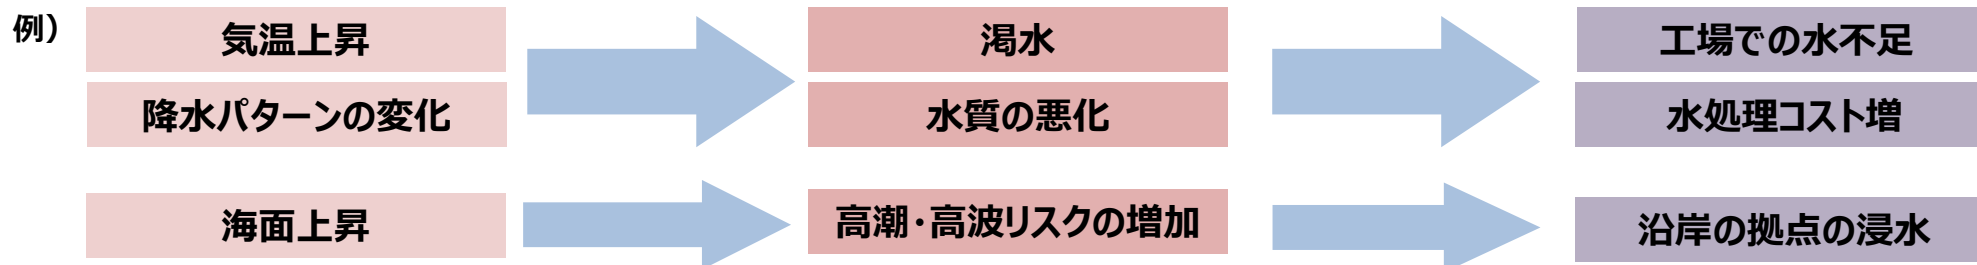 例）
気温上昇
渇水
工場での水不足
降水パターンの変化
水質の悪化
水処理コスト増
海面上昇
高潮・高波リスクの増加
沿岸の拠点の浸水